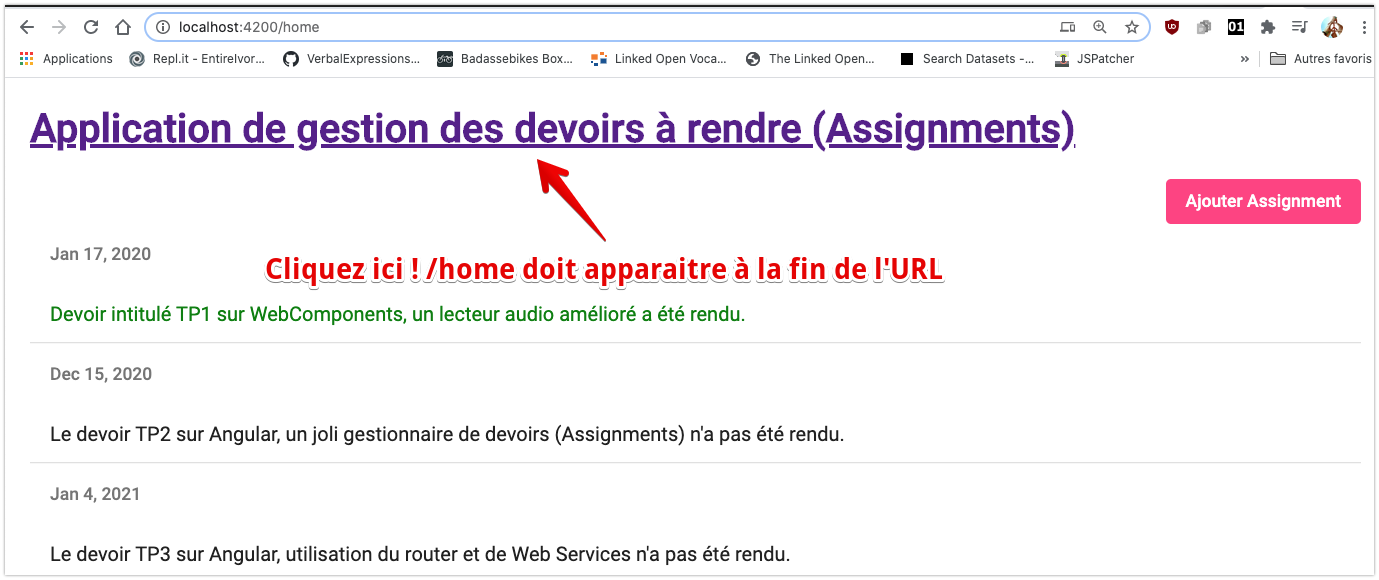 localhost:4200/home
01
Applications Repl.it - EntireIvor... VerbalExpressions... Badassebikes Box... Linked Open Voca... The Linked Open... Search Datasets -... JSPatcher » Autres favoris
Application de gestion des devoirs à rendre (Assignments)
Ajouter Assignment
Jan 17, 2020
Cliquez ici ! /home doit apparaitre à la fin de l'URL
Devoir intitulé TP1 sur WebComponents, un lecteur audio amélioré a été rendu.
Dec 15, 2020
Le devoir TP2 sur Angular, un joli gestionnaire de devoirs (Assignments) n'a pas été rendu.
Jan 4, 2021
Le devoir TP3 sur Angular, utilisation du router et de Web Services n'a pas été rendu.